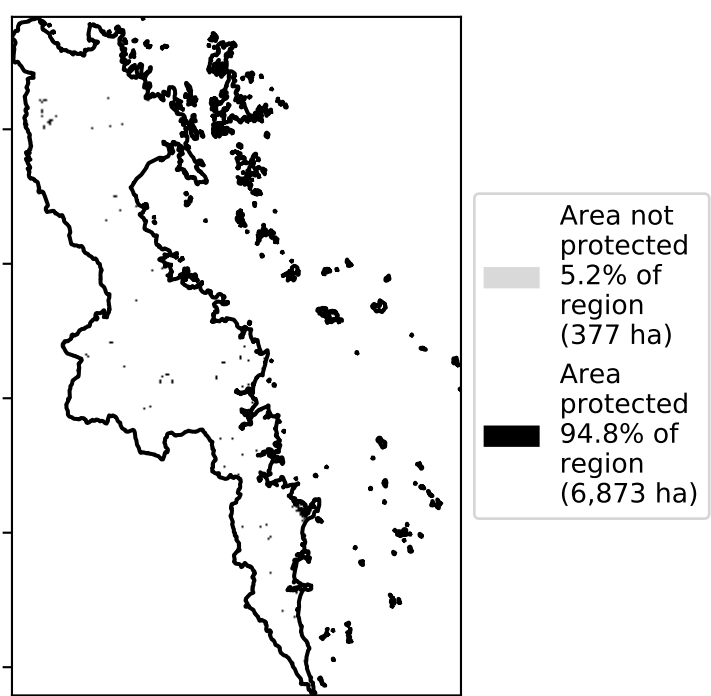 Area not
protected
5.2% of
region
(377 ha)
Area
protected
94.8% of
region
(6,873 ha)